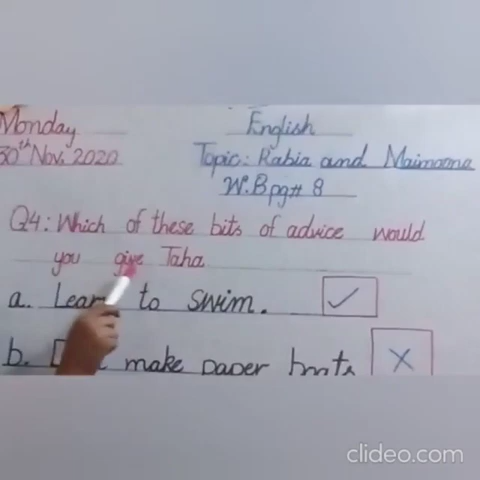 Monday English
30th Nov. 2020 Topic: Rabia and Maimoona
W.B pg# 8
Q4: Which of these bits of advice would
you give Taha
a. to swim. ✓
b. make paper boats X
clideo.com